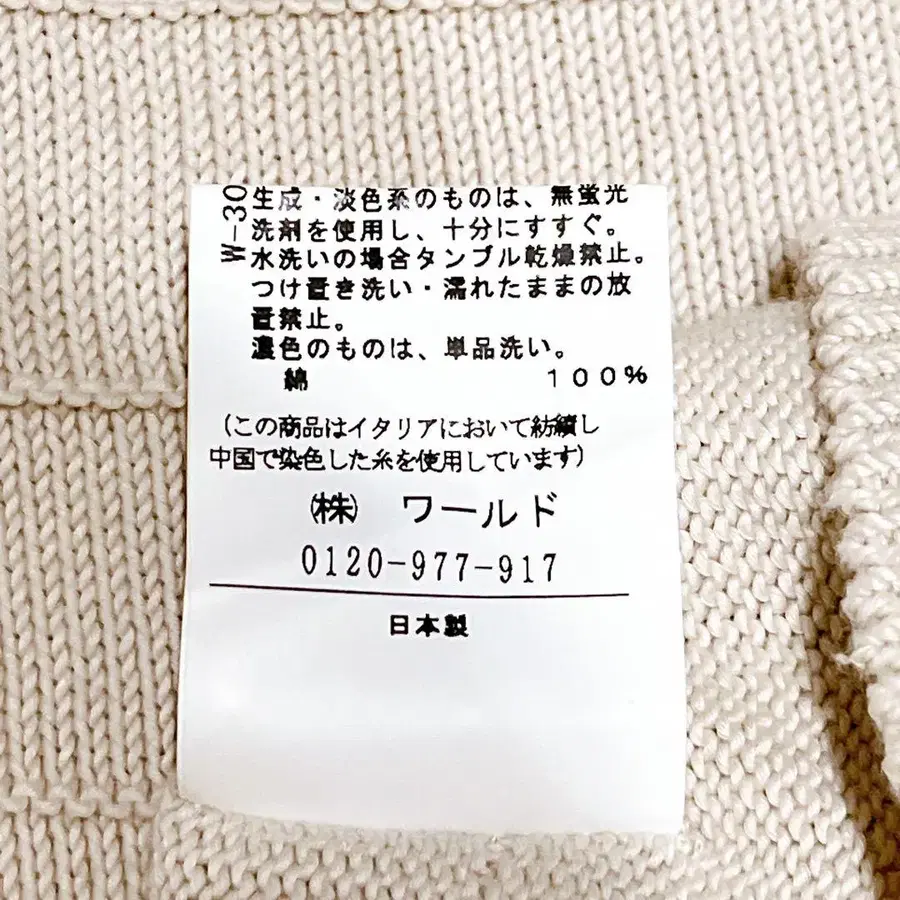 W-30
生成・淡色系のものは、無蛍光
洗剤を使用し、十分にすすぐ。
水洗いの場合タンブル乾燥禁止。
つけ置き洗い・濡れたままの放
置禁止。
濃色のものは、単品洗い。
綿 100%
(この商品はイタリアにおいて紡績し
中国で染色した糸を使用しています)
㈱ ワールド
0120-977-917
日本製